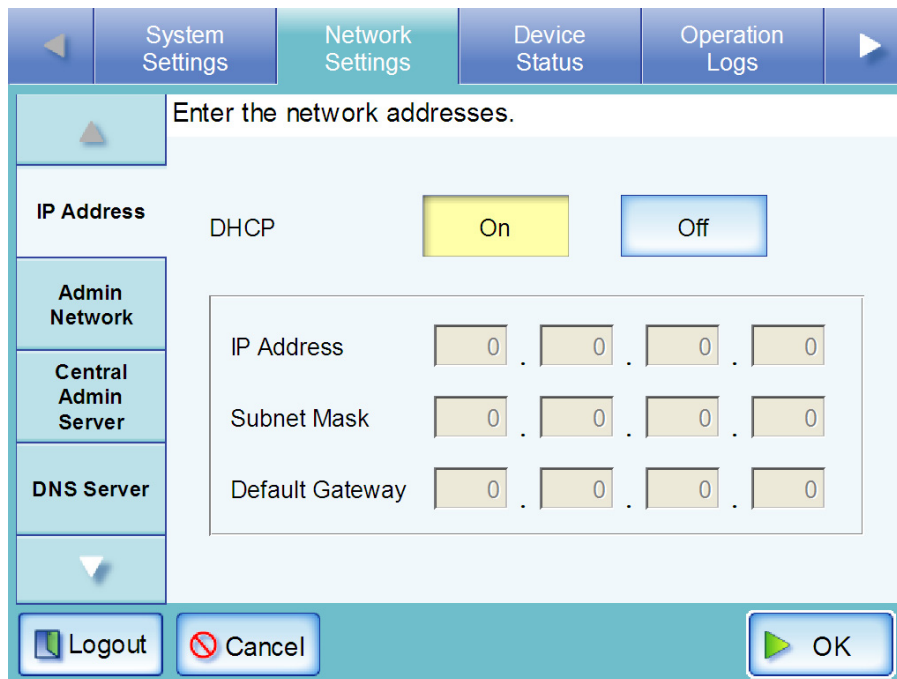 System
Settings
Network
Settings
Device
Status
Operation
Logs
Enter the network addresses.
IP Address
Admin
Network
Central
Admin
Server
DNS Server
DHCP On Off
IP Address 0 . 0 . 0 . 0
Subnet Mask 0 . 0 . 0 . 0
Default Gateway 0 . 0 . 0 . 0
Logout Cancel OK